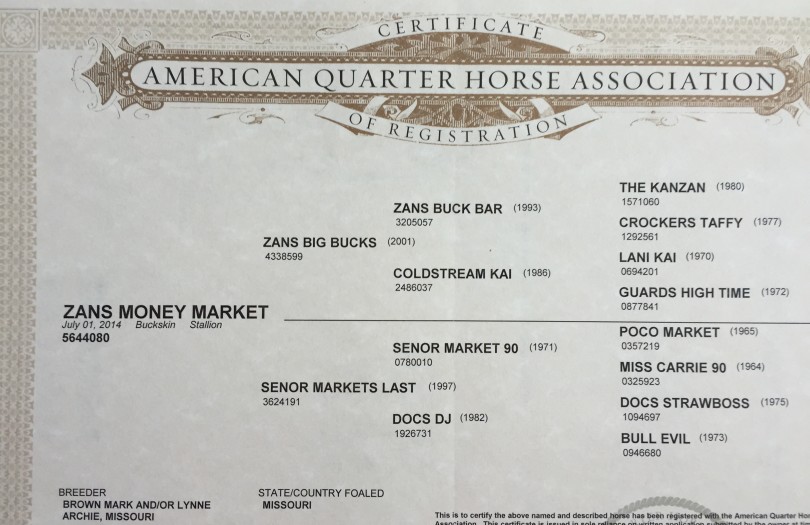 CERTIFICATE
AMERICAN QUARTER HORSE ASSOCIATION
OF REGISTRATION
THE KANZAN (1980)
1571060
ZANS BUCK BAR (1993)
3205057
CROCKERS TAFFY (1977)
1292561
ZANS BIG BUCKS (2001)
4338599
LANI KAI (1970)
0694201
COLDSTREAM KAI (1986)
2486037
GUARDS HIGH TIME (1972)
0877841
ZANS MONEY MARKET
July 01, 2014 Buckskin Stallion
5644080
POCO MARKET (1965)
0357219
SENOR MARKET 90 (1971)
0780010
MISS CARRIE 90 (1964)
0325923
SENOR MARKETS LAST (1997)
3624191
DOCS STRAWBOSS (1975)
1094697
DOCS DJ (1982)
1926731
BULL EVIL (1973)
0946680
BREEDER
BROWN MARK AND/OR LYNNE
ARCHIE, MISSOURI
STATE/COUNTRY FOALED
MISSOURI
This is to certify the above named and described horse has been registered with the American Quarter Ho
Association. This certificate is issued in sole reliance on written application submitted by the owner